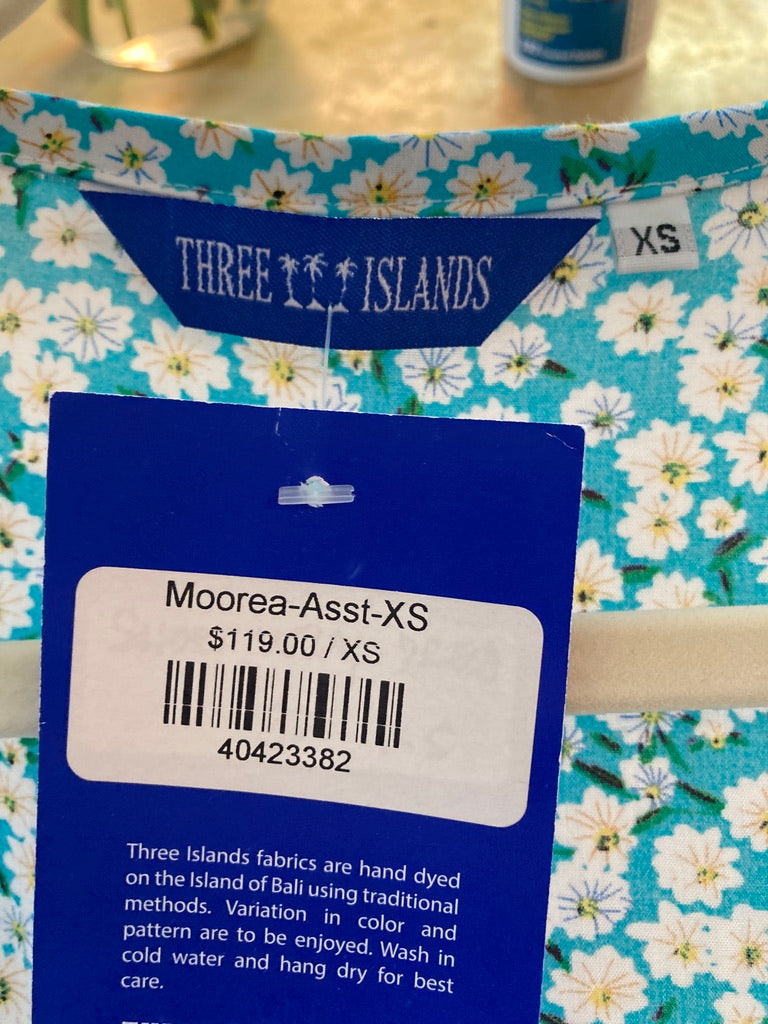 THREE ISLANDS
XS
Moorea-Asst-XS
$119.00 / XS
40423382
Three Islands fabrics are hand dyed
on the Island of Bali using traditional
methods. Variation in color and
pattern are to be enjoyed. Wash in
cold water and hang dry for best
care.